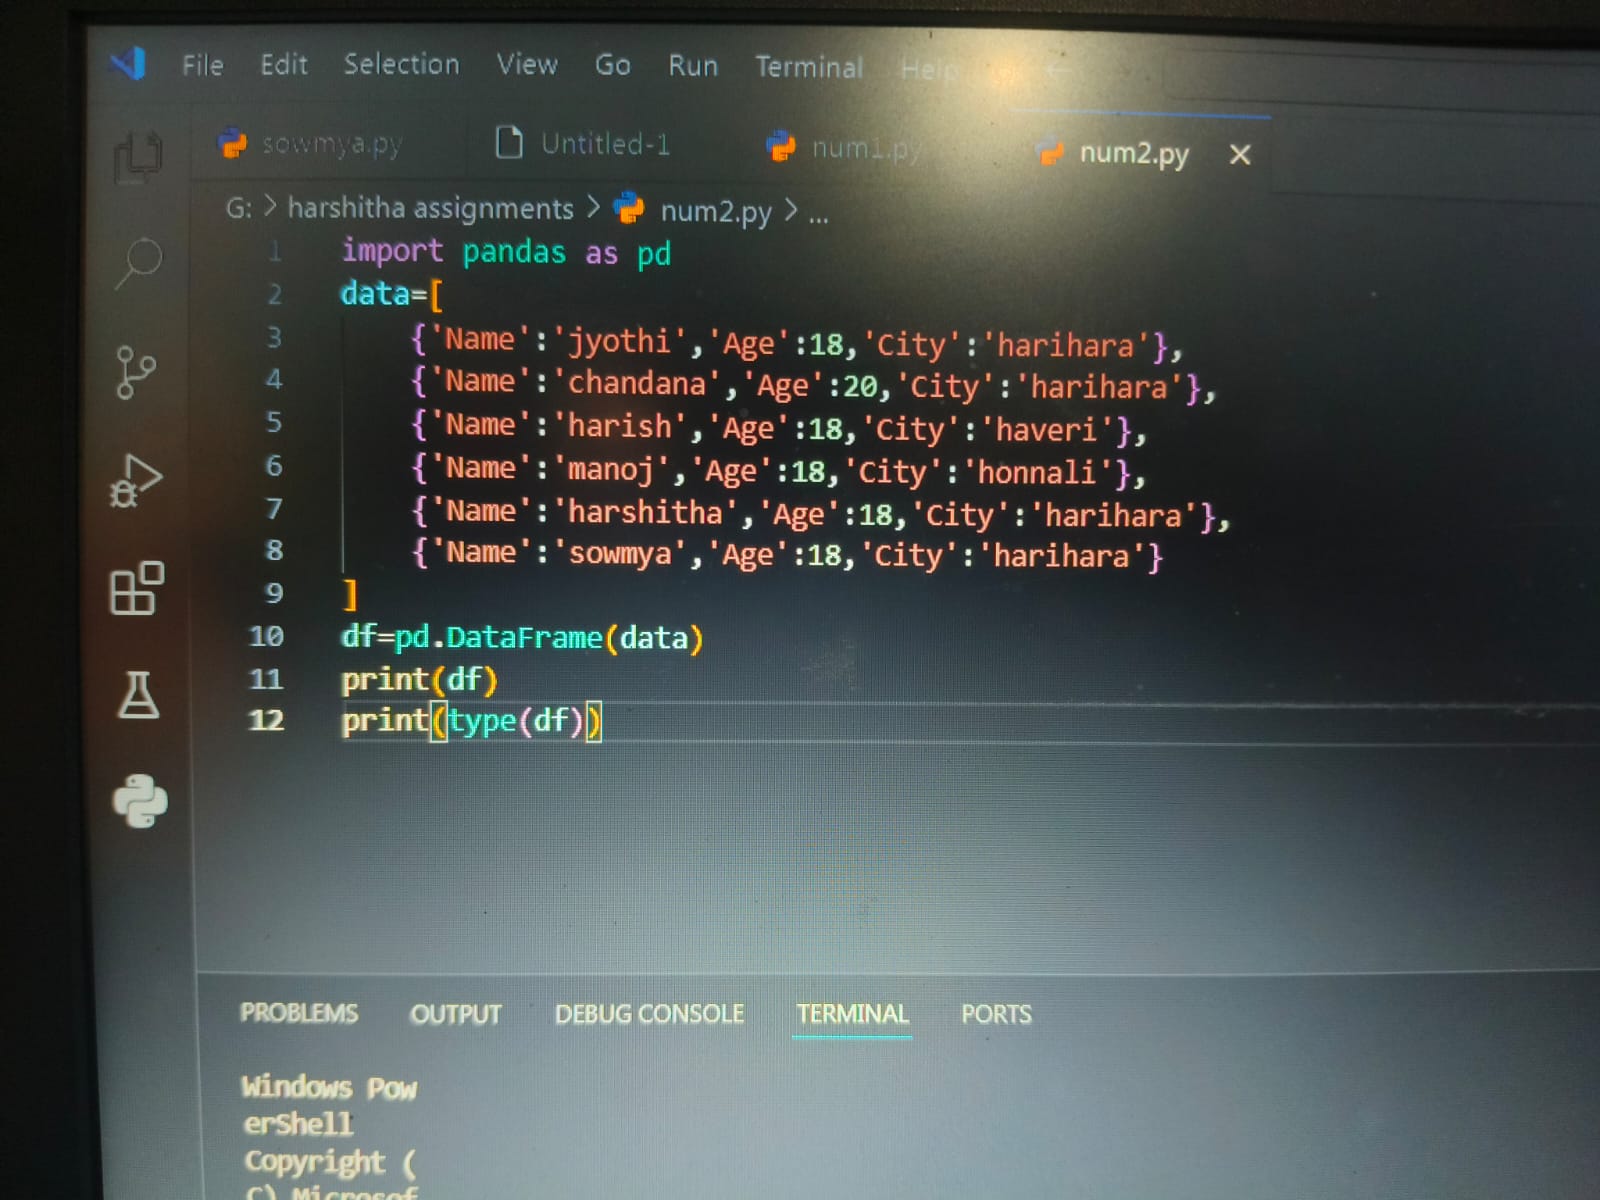 File Edit Selection View Go Run Terminal Help
sowmya.py Untitled-1 num1.py num2.py ×
G: > harshitha assignments > num2.py > ...
1 import pandas as pd
2 data=[
3 {'Name':'jyothi','Age':18,'City':'harihara'},
4 {'Name':'chandana','Age':20,'City':'harihara'},
5 {'Name':'harish','Age':18,'City':'haveri'},
6 {'Name':'manoj','Age':18,'City':'honnali'},
7 {'Name':'harshitha','Age':18,'City':'harihara'},
8 {'Name':'sowmya','Age':18,'City':'harihara'}
9 ]
10 df=pd.DataFrame(data)
11 print(df)
12 print(type(df))
PROBLEMS OUTPUT DEBUG CONSOLE TERMINAL PORTS
Windows Pow
erShell
Copyright (
C) Microsof